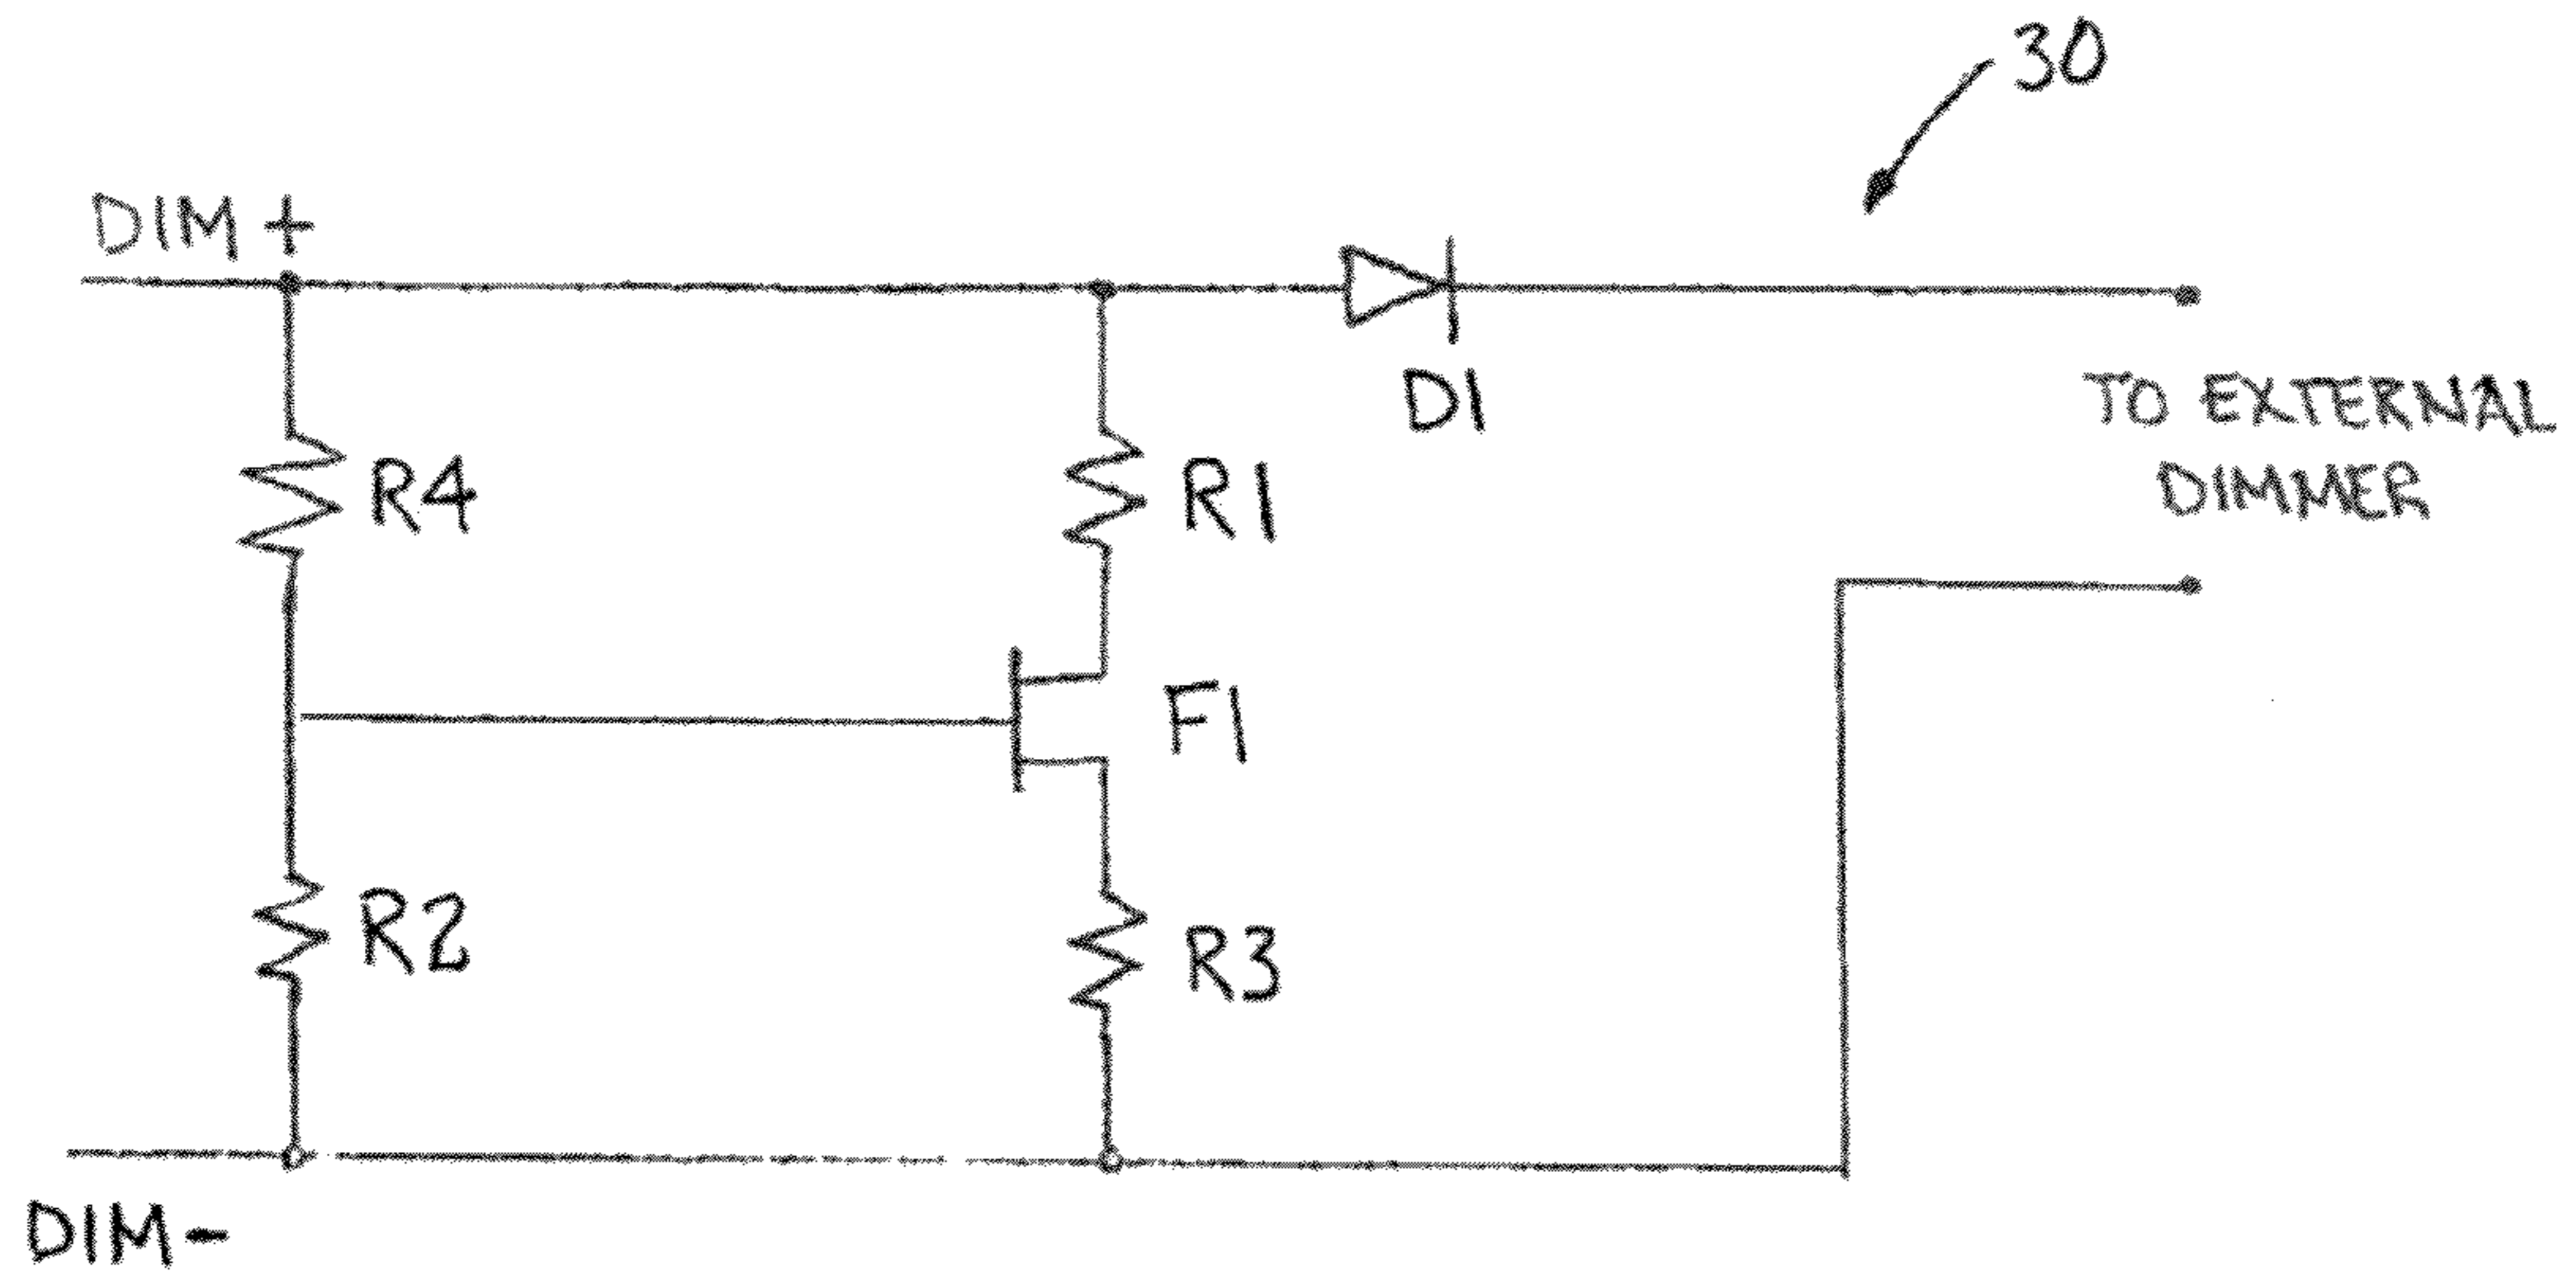 30
DIM +
D1
TO EXTERNAL
DIMMER
R4
R1
F1
R2
R3
DIM -